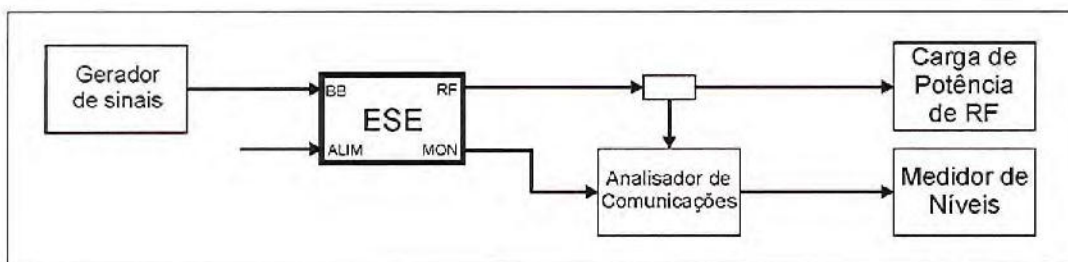 Gerador
de sinais
BB
RF
ESE
ALIM
MON
Carga de
Potência
de RF
Analisador de
Comunicações
Medidor de
Níveis